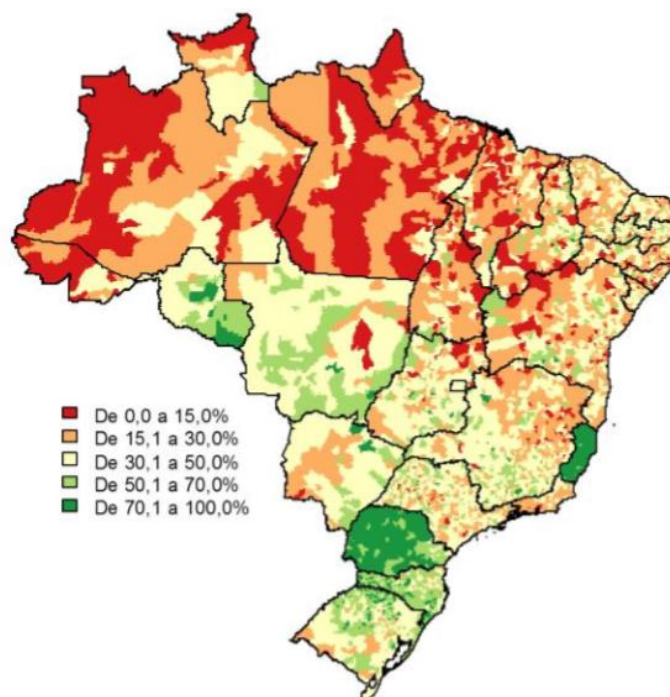 De 0,0 a 15,0%
De 15,1 a 30,0%
De 30,1 a 50,0%
De 50,1 a 70,0%
De 70,1 a 100,0%